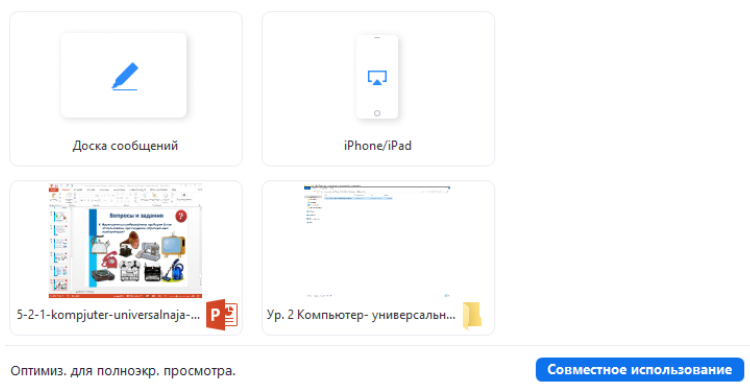 Доска сообщений
iPhone/iPad
Вопросы и задания
?
5-2-1-kompjuter-universalnaja-...
P
Ур. 2 Компьютер- универсальн...
Оптимиз. для полноэкр. просмотра.
Совместное использование